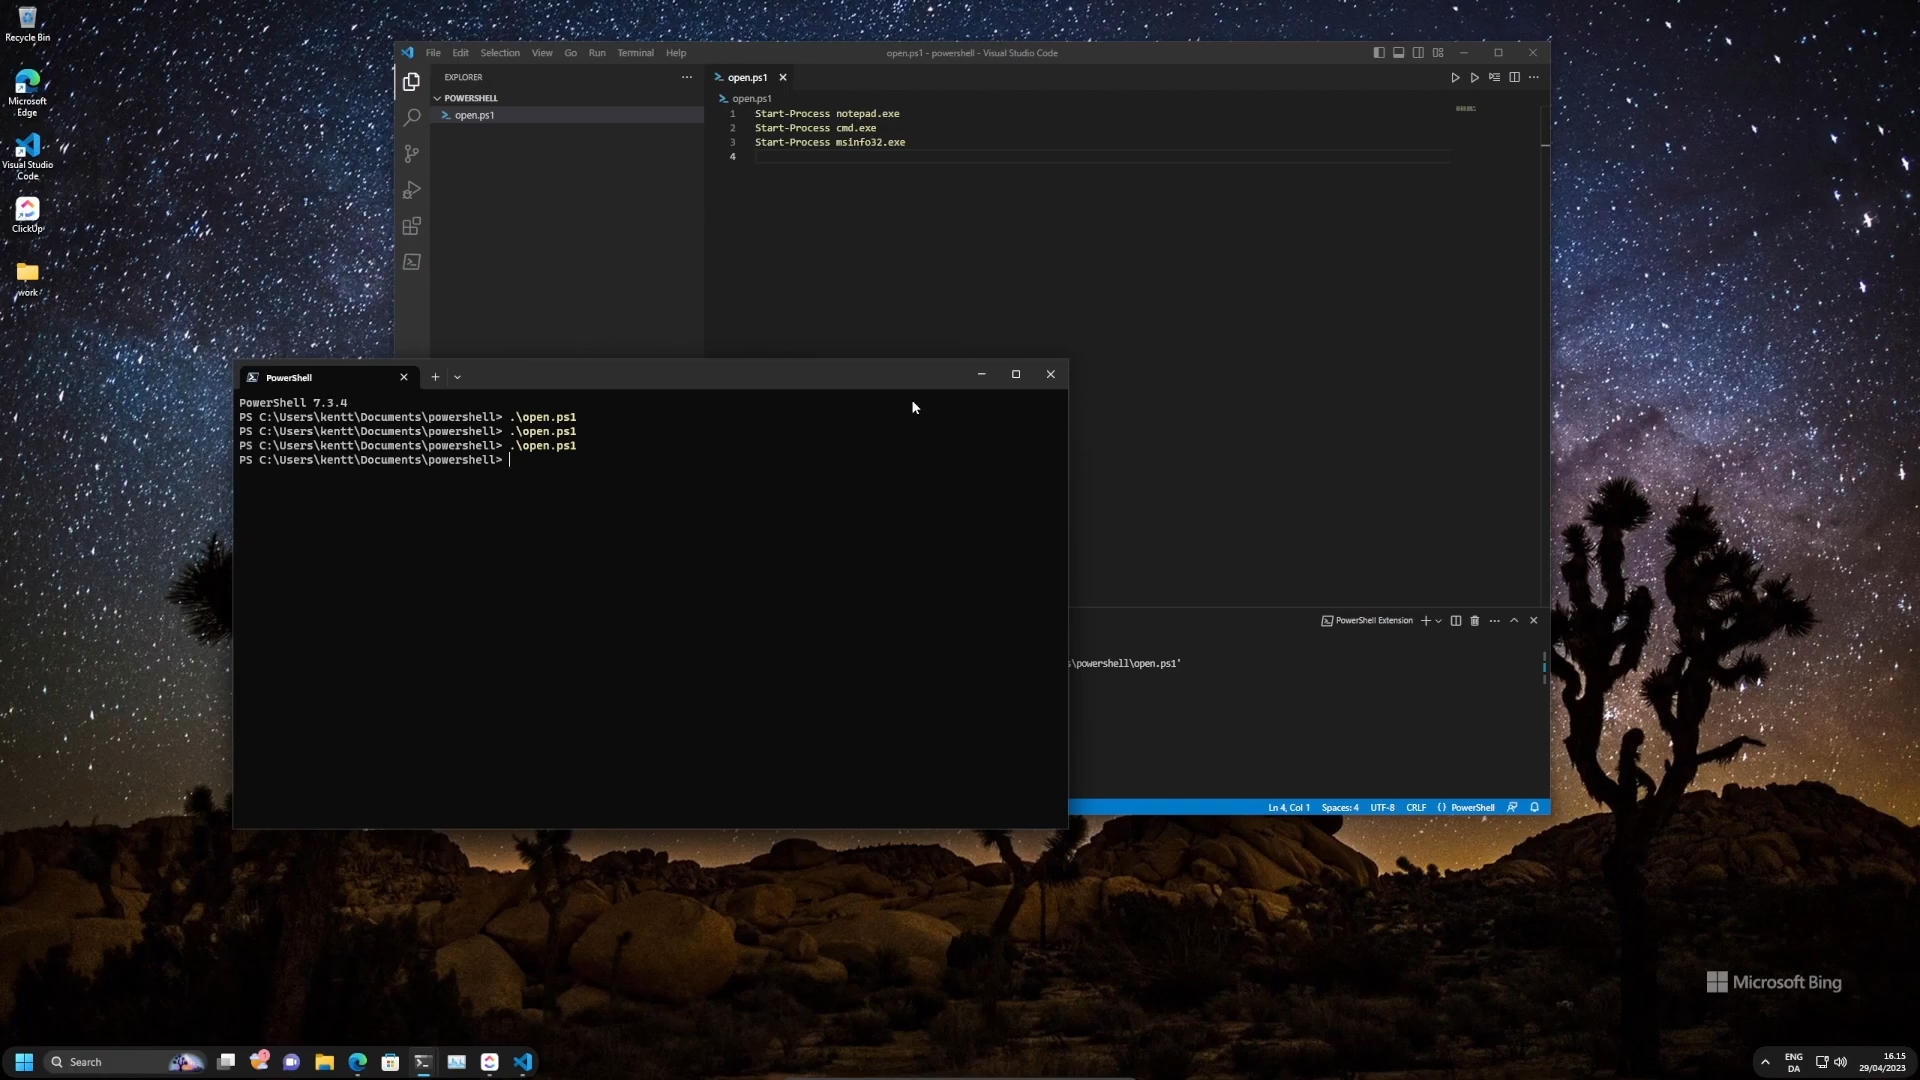 Recycle Bin
Microsoft
Edge
Visual Studio
Code
ClickUp
work
File Edit Selection View Go Run Terminal Help
open.ps1 - powershell - Visual Studio Code
EXPLORER
POWERSHELL
open.ps1
open.ps1
open.ps1
1 Start-Process notepad.exe
2 Start-Process cmd.exe
3 Start-Process msinfo32.exe
4
PowerShell
PowerShell 7.3.4
PS C:\Users\kentt\Documents\powershell> .\open.ps1
PS C:\Users\kentt\Documents\powershell> .\open.ps1
PS C:\Users\kentt\Documents\powershell> .\open.ps1
PS C:\Users\kentt\Documents\powershell>
PowerShell Extension
\powershell\open.ps1'
Ln 4, Col 1 Spaces: 4 UTF-8 CRLF {} PowerShell
Microsoft Bing
Search
ENG
DA
16.15
29/04/2023